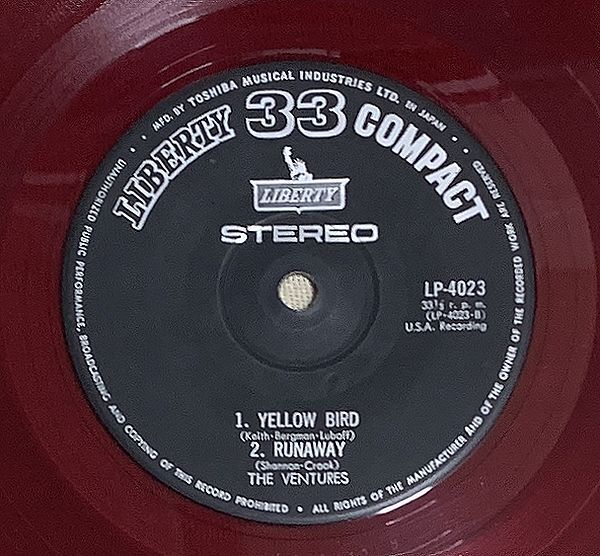 MFD. BY TOSHIBA MUSICAL INDUSTRIES LTD. IN JAPAN
LIBERTY 33 COMPACT
LIBERTY
STEREO
LP-4023
33⅓ r. p. m.
(LP-4023-B)
U.S.A. Recording
1. YELLOW BIRD
(Keith-Bergman-Luboff)
2. RUNAWAY
(Shannon-Crook)
THE VENTURES
UNAUTHORIZED PUBLIC PERFORMANCE, BROADCASTING AND COPYING OF THIS RECORD PROHIBITED • ALL RIGHTS OF THE MANUFACTURER AND OF THE OWNER OF THE RECORDED WORK ARE RESERVED